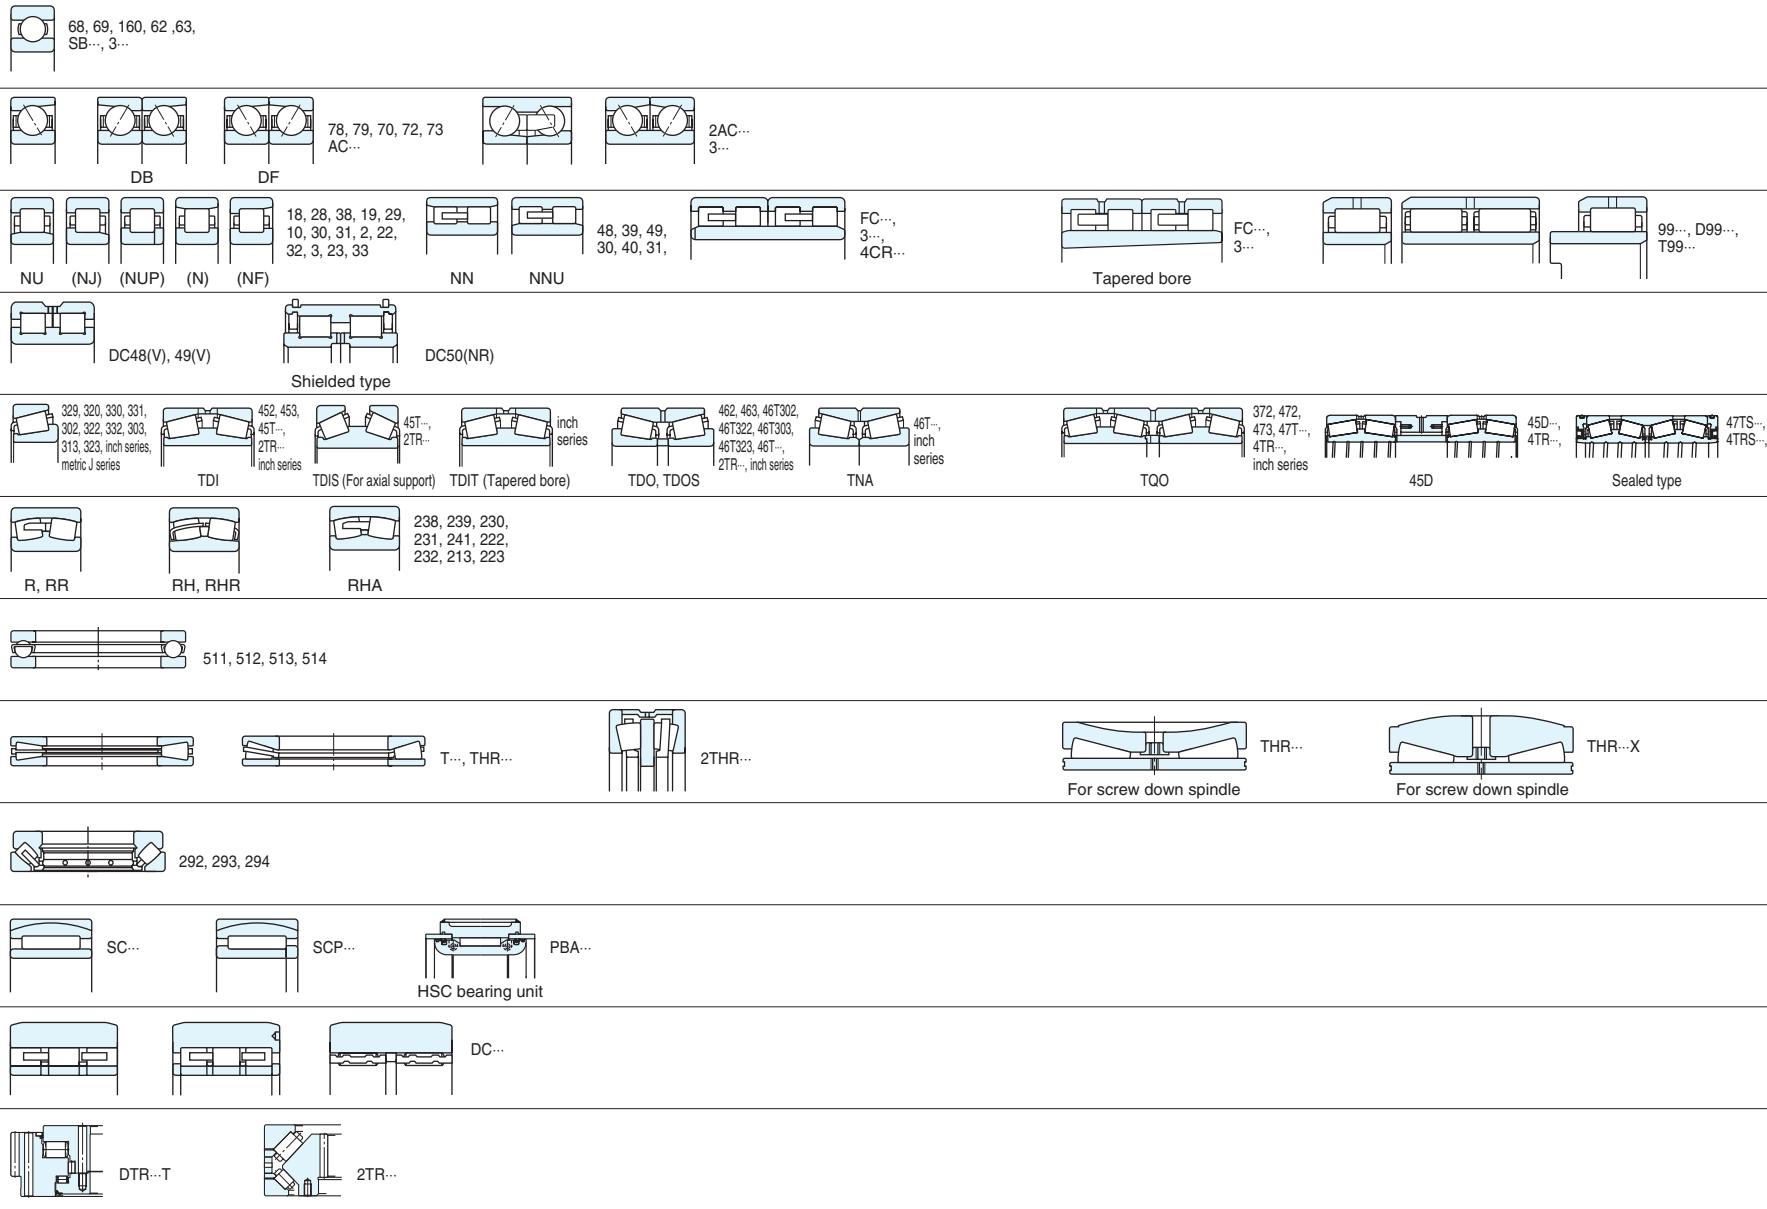 68, 69, 160, 62 ,63,
SB···, 3···
78, 79, 70, 72, 73
AC···
DB
DF
2AC···
3···
18, 28, 38, 19, 29,
10, 30, 31, 2, 22,
32, 3, 23, 33
NU
(NJ)
(NUP)
(N)
(NF)
48, 39, 49,
30, 40, 31,
NN
NNU
FC···,
3···,
4CR···
FC···,
3···
Tapered bore
99···, D99···,
T99···
DC48(V), 49(V)
DC50(NR)
Shielded type
329, 320, 330, 331,
302, 322, 332, 303,
313, 323, inch series,
metric J series
452, 453,
45T···,
2TR···
inch series
TDI
45T···,
2TR···
TDIS (For axial support)
inch
series
TDIT (Tapered bore)
462, 463, 46T302,
46T322, 46T303,
46T323, 46T···,
2TR···, inch series
TDO, TDOS
46T···,
inch
series
TNA
372, 472,
473, 47T···,
4TR···,
inch series
TQO
45D···,
4TR···,
45D
47TS···,
4TRS···,
Sealed type
238, 239, 230,
231, 241, 222,
232, 213, 223
R, RR
RH, RHR
RHA
511, 512, 513, 514
T···, THR···
2THR···
THR···
For screw down spindle
THR···X
For screw down spindle
292, 293, 294
SC···
SCP···
PBA···
HSC bearing unit
DC···
DTR···T
2TR···